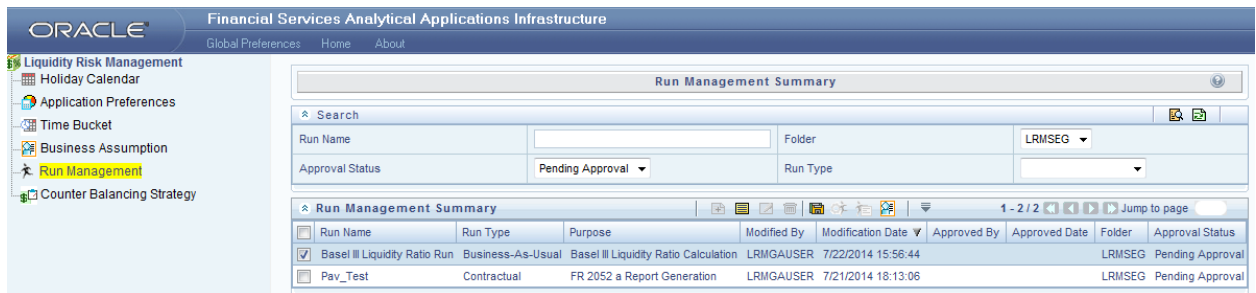 ORACLE®
Financial Services Analytical Applications Infrastructure
Global Preferences Home About
Liquidity Risk Management
Holiday Calendar
Application Preferences
Time Bucket
Business Assumption
Run Management
Counter Balancing Strategy
Run Management Summary
Search
Run Name Folder LRMSEG
Approval Status Pending Approval Run Type
Run Management Summary 1 - 2 / 2 Jump to page
Run Name Run Type Purpose Modified By Modification Date Approved By Approved Date Folder Approval Status
Basel III Liquidity Ratio Run Business-As-Usual Basel III Liquidity Ratio Calculation LRMGAUSER 7/22/2014 15:56:44 LRMSEG Pending Approval
Pav_Test Contractual FR 2052 a Report Generation LRMGAUSER 7/21/2014 18:13:06 LRMSEG Pending Approval